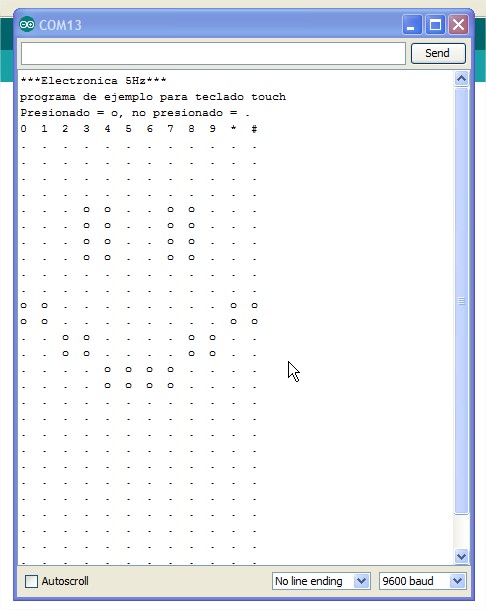 COM13
Send
***Electronica 5Hz***
programa de ejemplo para teclado touch
Presionado = o, no presionado = .
0 1 2 3 4 5 6 7 8 9 * #
. . . . . . . . . . . .
. . . . . . . . . . . .
. . . . . . . . . . . .
. . . . . . . . . . . .
. . . o o . . o o . . .
. . . o o . . o o . . .
. . . o o . . o o . . .
. . . o o . . o o . . .
. . . . . . . . . . . .
. . . . . . . . . . . .
o o . . . . . . . . o o
o o . . . . . . . . o o
. . o o . . . . o o . .
. . o o . . . . o o . .
. . . . o o o o . . . .
. . . . o o o o . . . .
. . . . . . . . . . . .
. . . . . . . . . . . .
. . . . . . . . . . . .
. . . . . . . . . . . .
. . . . . . . . . . . .
. . . . . . . . . . . .
. . . . . . . . . . . .
. . . . . . . . . . . .
. . . . . . . . . . . .
. . . . . . . . . . . .
. . . . . . . . . . . .
Autoscroll No line ending 9600 baud